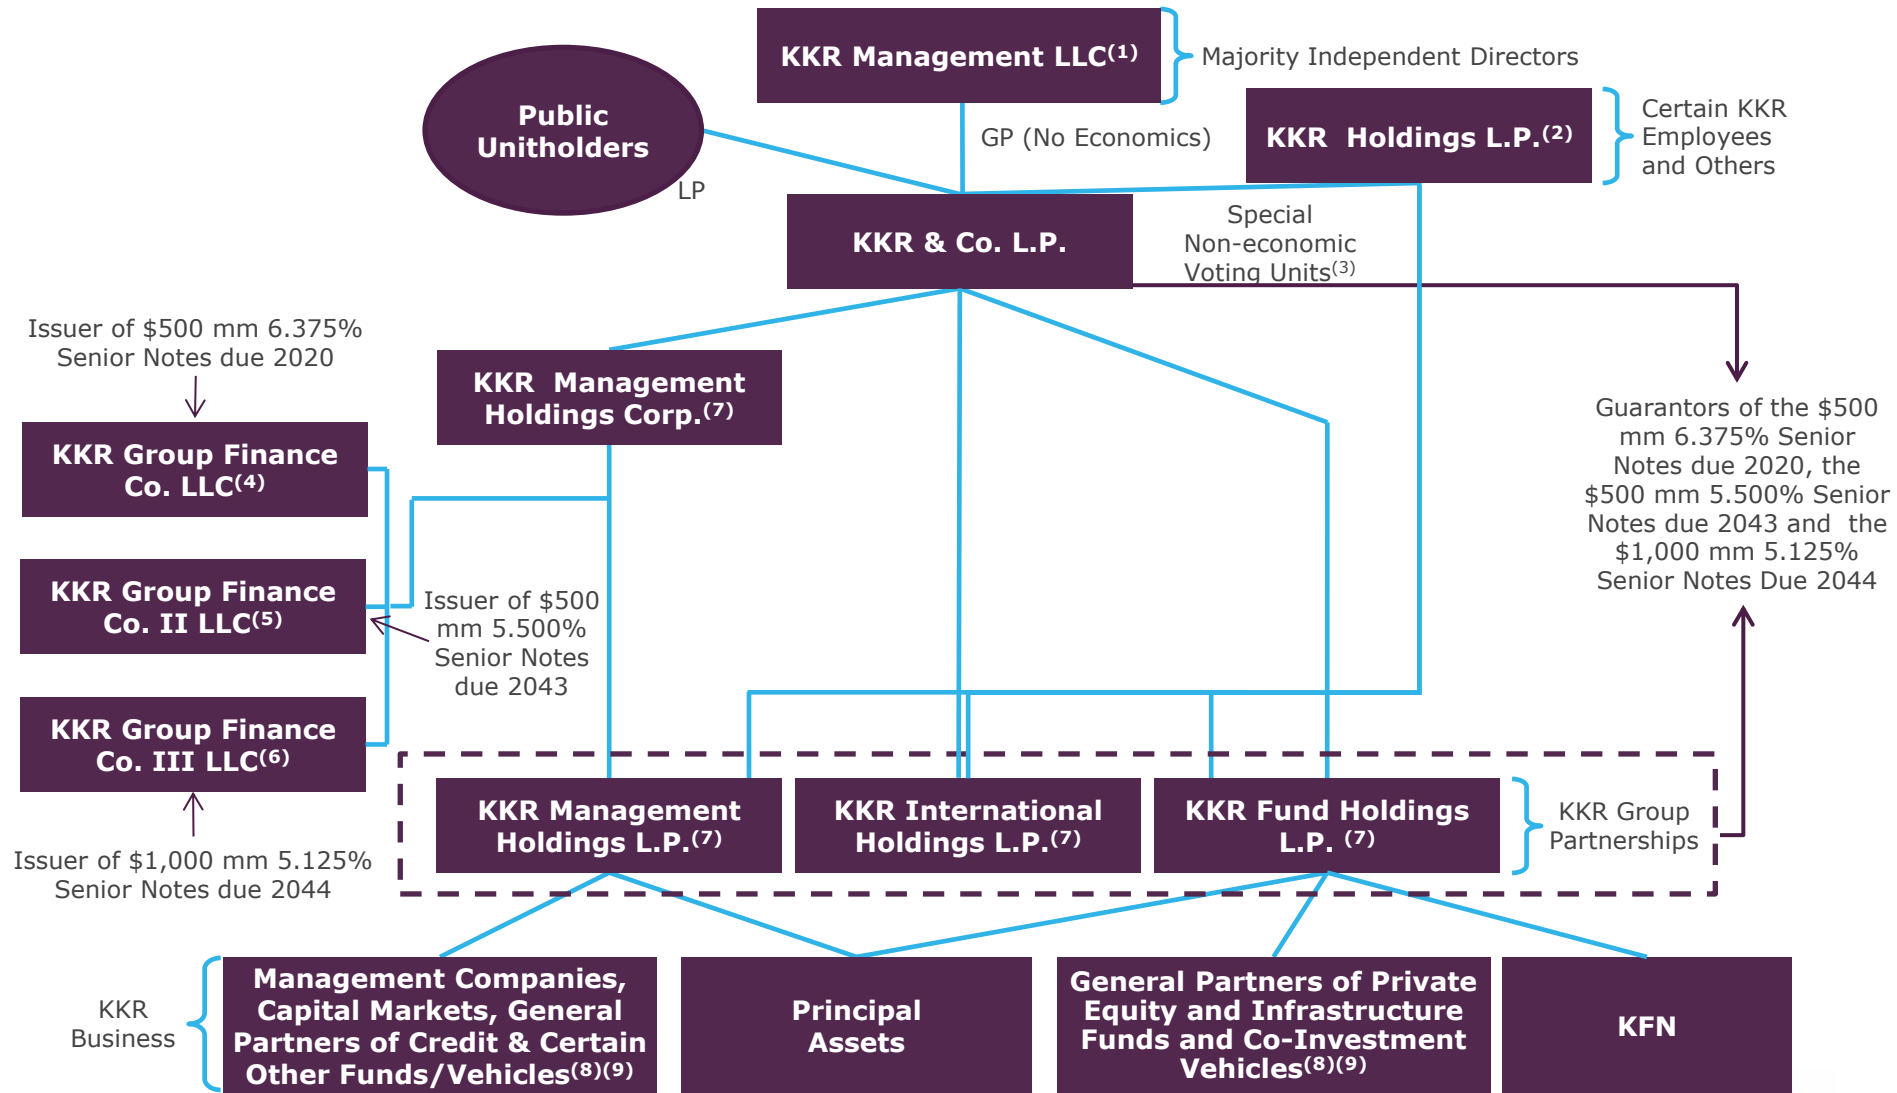 KKR Management LLC(1)
Majority Independent Directors
Public
Unitholders
LP
GP (No Economics)
KKR  Holdings L.P.(2)
Certain KKR
Employees
and Others
KKR & Co. L.P.
Special
Non-economic
Voting Units(3)
Issuer of $500 mm 6.375%
Senior Notes due 2020
KKR  Management
Holdings Corp.(7)
KKR Group Finance
Co. LLC(4)
Guarantors of the $500
mm 6.375% Senior
Notes due 2020, the
$500 mm 5.500% Senior
Notes due 2043 and  the
$1,000 mm 5.125%
Senior Notes Due 2044
KKR Group Finance
Co. II LLC(5)
Issuer of $500
mm 5.500%
Senior Notes
due 2043
KKR Group Finance
Co. III LLC(6)
Issuer of $1,000 mm 5.125%
Senior Notes due 2044
KKR Management
Holdings L.P.(7)
KKR International
Holdings L.P.(7)
KKR Fund Holdings
L.P. (7)
KKR Group
Partnerships
KKR
Business
Management Companies,
Capital Markets, General
Partners of Credit & Certain
Other Funds/Vehicles(8)(9)
Principal
Assets
General Partners of Private
Equity and Infrastructure
Funds and Co-Investment
Vehicles(8)(9)
KFN